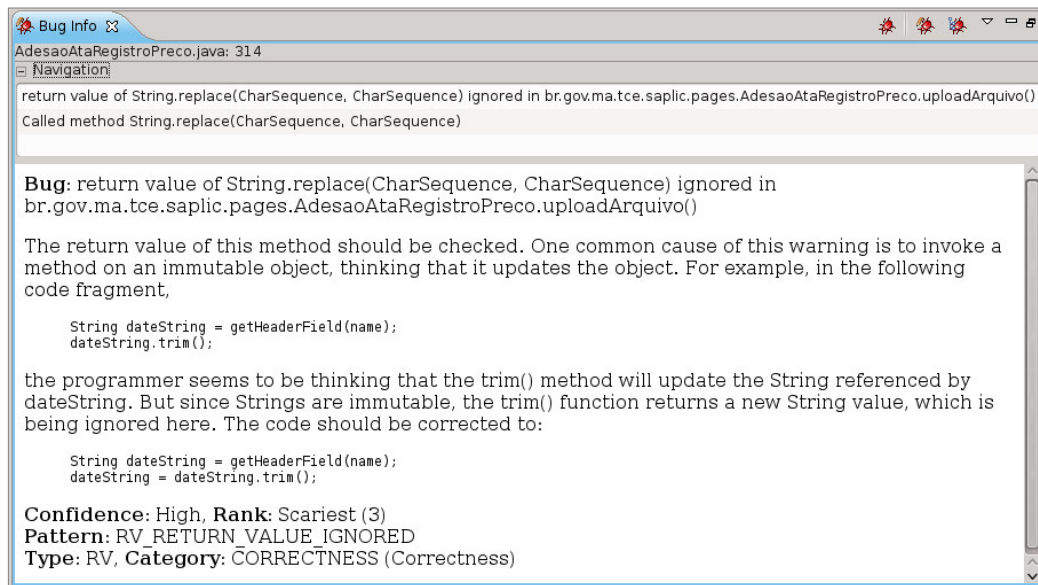 Bug Info
AdesaoAtaRegistroPreco.java: 314
Navigation
return value of String.replace(CharSequence, CharSequence) ignored in br.gov.ma.tce.saplic.pages.AdesaoAtaRegistroPreco.uploadArquivo()
Called method String.replace(CharSequence, CharSequence)
Bug: return value of String.replace(CharSequence, CharSequence) ignored in
br.gov.ma.tce.saplic.pages.AdesaoAtaRegistroPreco.uploadArquivo()
The return value of this method should be checked. One common cause of this warning is to invoke a
method on an immutable object, thinking that it updates the object. For example, in the following
code fragment,
String dateString = getHeaderField(name);
dateString.trim();
the programmer seems to be thinking that the trim() method will update the String referenced by
dateString. But since Strings are immutable, the trim() function returns a new String value, which is
being ignored here. The code should be corrected to:
String dateString = getHeaderField(name);
dateString = dateString.trim();
Confidence: High, Rank: Scariest (3)
Pattern: RV_RETURN_VALUE_IGNORED
Type: RV, Category: CORRECTNESS (Correctness)